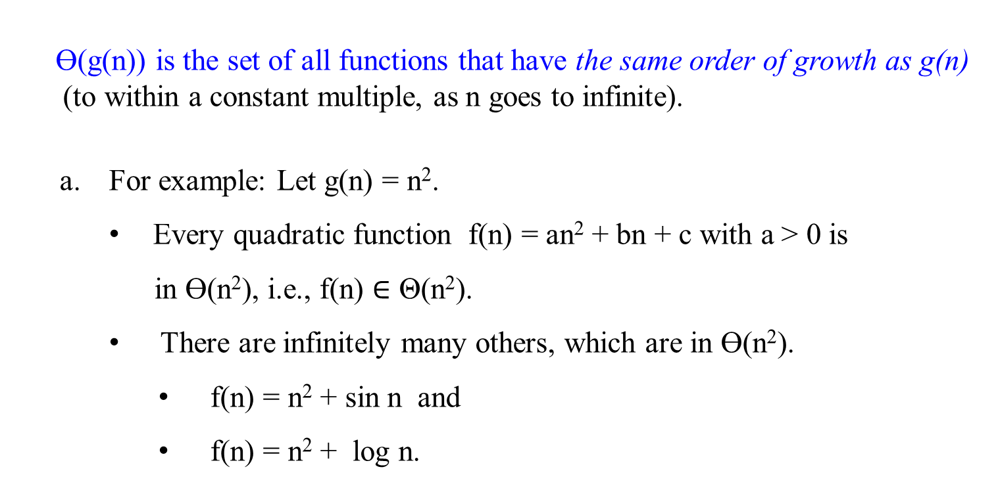 Ɵ(g(n)) is the set of all functions that have the same order of growth as g(n)
(to within a constant multiple, as n goes to infinite).
a. For example: Let g(n) = n².
• Every quadratic function f(n) = an² + bn + c with a > 0 is
in Ɵ(n²), i.e., f(n) ∈ Θ(n²).
• There are infinitely many others, which are in Ɵ(n²).
• f(n) = n² + sin n and
• f(n) = n² + log n.